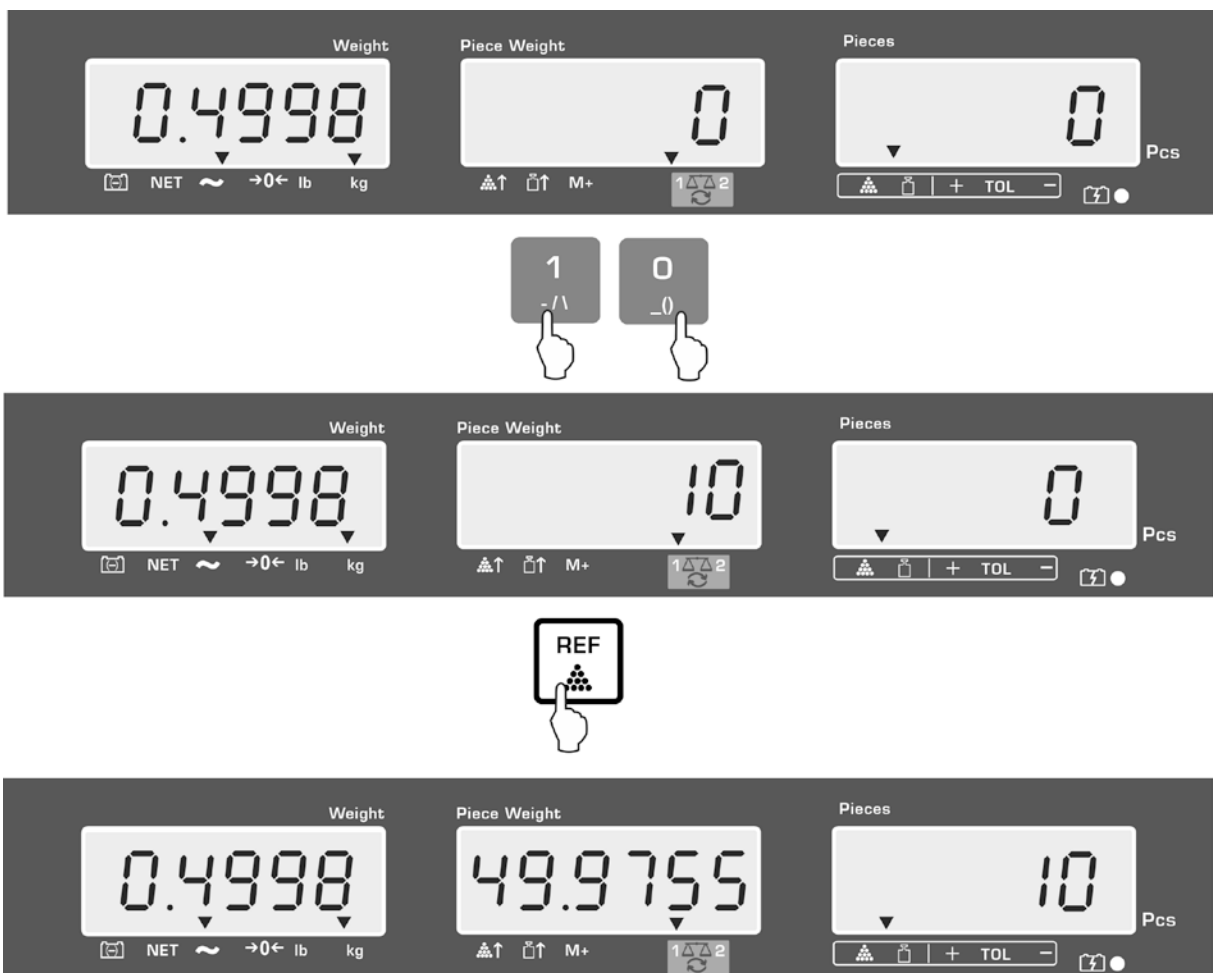 Weight Piece Weight Pieces
0.4998 0 0
Pcs
NET →0← lb kg M+ 1 2 + TOL −
1 0
- / \ _()
Weight Piece Weight Pieces
0.4998 10 0
Pcs
NET →0← lb kg M+ 1 2 + TOL −
REF
Weight Piece Weight Pieces
0.4998 49.9755 10
Pcs
NET →0← lb kg M+ 1 2 + TOL −